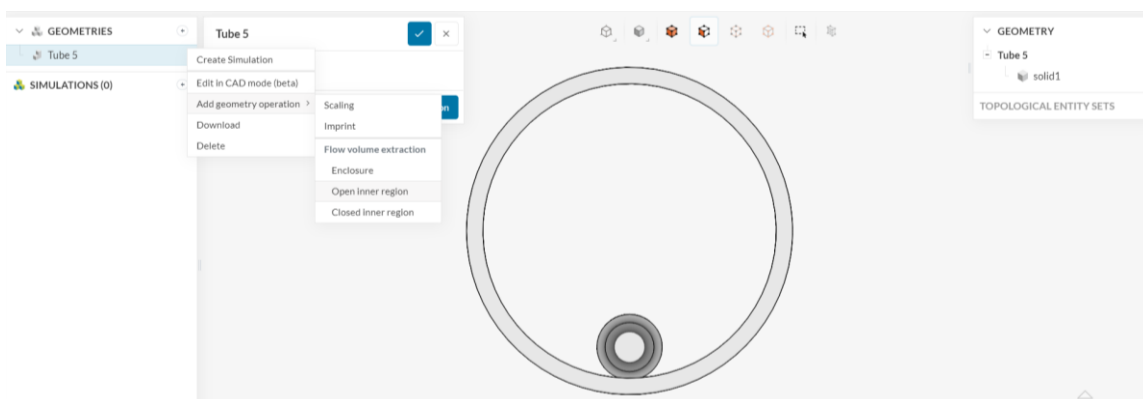 GEOMETRIES
Tube 5
SIMULATIONS (0)
Tube 5
Create Simulation
Edit in CAD mode (beta)
Add geometry operation
Download
Delete
Scaling
Imprint
Flow volume extraction
Enclosure
Open inner region
Closed inner region
GEOMETRY
Tube 5
solid1
TOPOLOGICAL ENTITY SETS